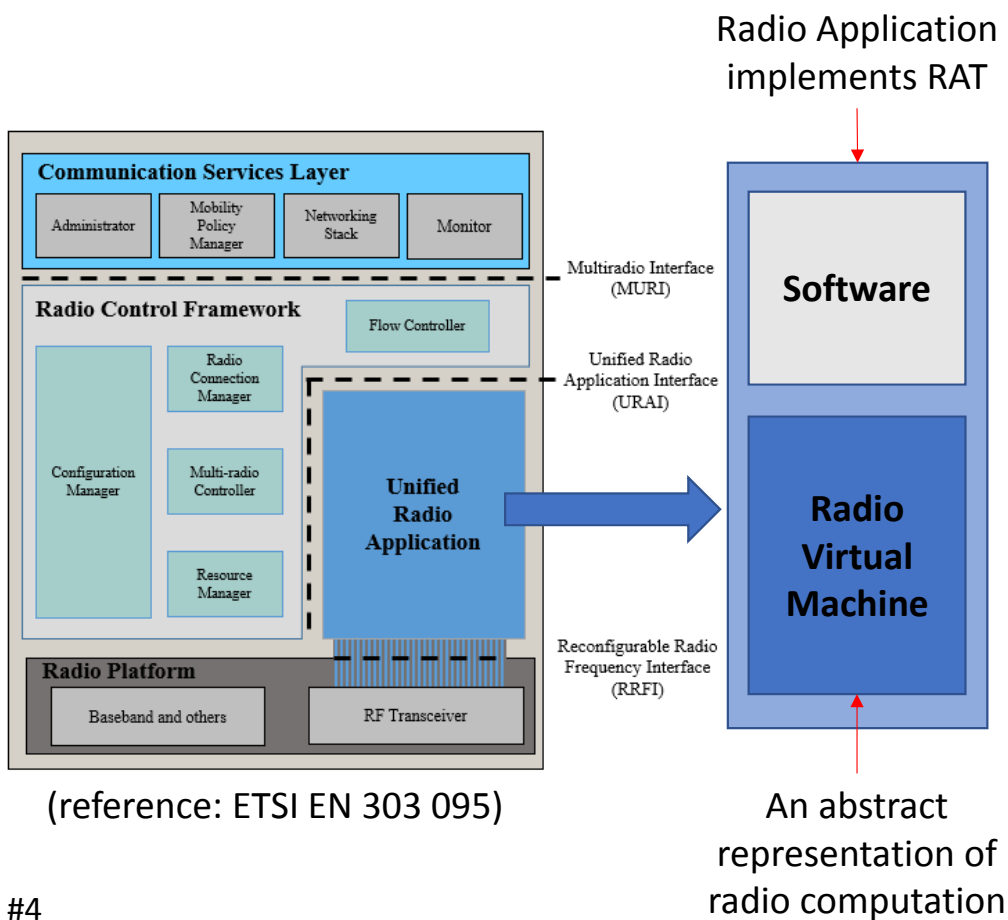 Radio Application
implements RAT
Communication Services Layer
Administrator
Mobility
Policy
Manager
Networking
Stack
Monitor
Multiradio Interface
(MURI)
Radio Control Framework
Flow Controller
Radio
Connection
Manager
Configuration
Manager
Multi-radio
Controller
Resource
Manager
Unified Radio
Application Interface
(URAI)
Unified
Radio
Application
Reconfigurable Radio
Frequency Interface
(RRFI)
Radio Platform
Baseband and others
RF Transceiver
Software
Radio
Virtual
Machine
(reference: ETSI EN 303 095)
An abstract
representation of
radio computation
#4